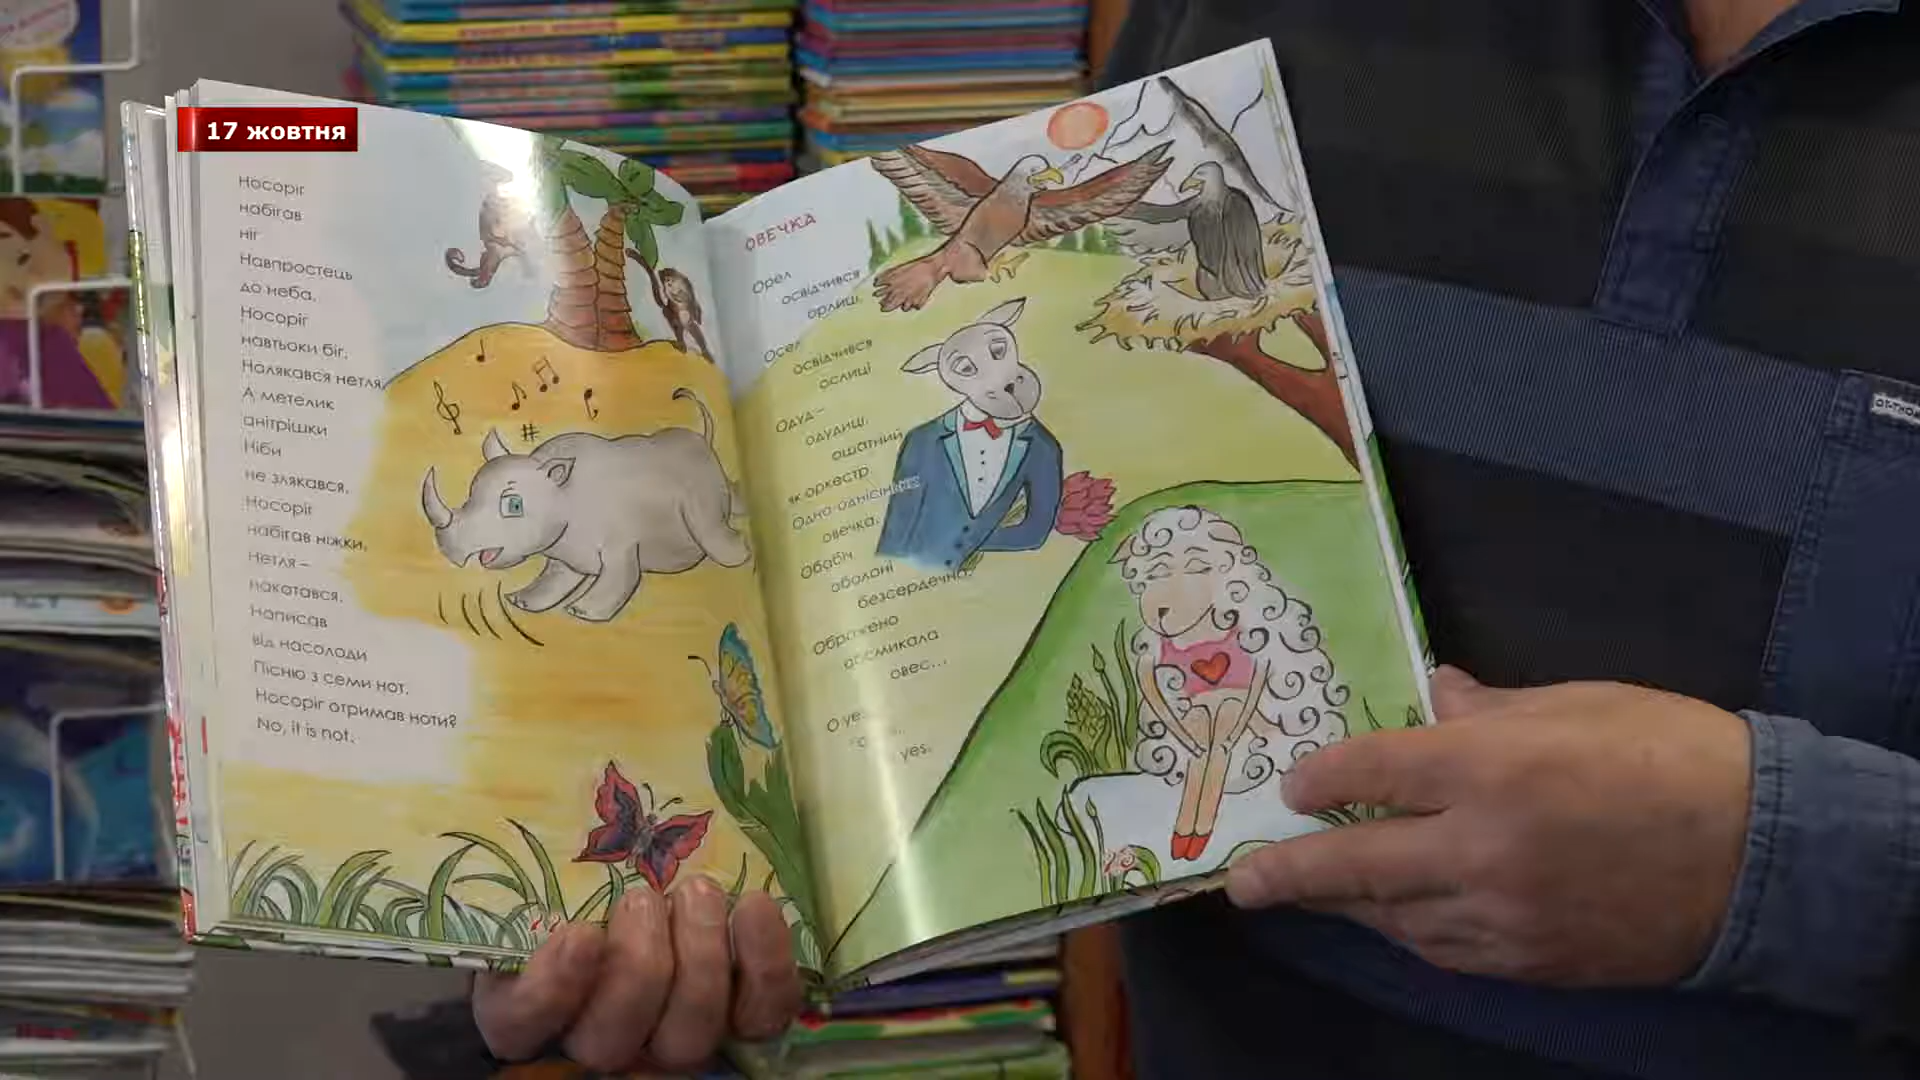 17 жовтня
Носоріг
набігав
ніг
Навпростець
до неба.
Носоріг
навтьоки біг.
Налякався нетля,
А метелик
анітрішки
Ніби
не злякався.
Носоріг
набігав ніжки.
Нетля –
накатався.
Написав
від насолоди
Пісню з семи нот.
Носоріг отримав ноти?
No, it is not.
ОВЕЧКА
Орел
освідчився
орлиці.
Осел
освідчився
ослиці
Одуд –
одудиці,
ошатний
як оркестр
Одна-однісінька
овечка.
Обабіч
оболоні
безсердечно.
Ображено
обсмикала
овес...
О
yes.